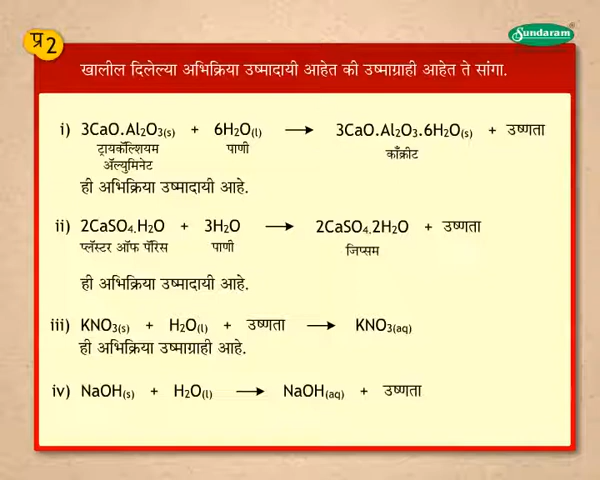 प्र 2
Sundaram
खालील दिलेल्या अभिक्रिया उष्मादायी आहेत की उष्माग्राही आहेत ते सांगा.
i) 3CaO.Al2O3(s) + 6H2O(l) ⟶ 3CaO.Al2O3.6H2O(s) + उष्णता
ट्रायकॅल्शियम पाणी काँक्रीट
ॲल्युमिनेट
ही अभिक्रिया उष्मादायी आहे.
ii) 2CaSO4.H2O + 3H2O ⟶ 2CaSO4.2H2O + उष्णता
प्लॅस्टर ऑफ पॅरिस पाणी जिप्सम
ही अभिक्रिया उष्मादायी आहे.
iii) KNO3(s) + H2O(l) + उष्णता ⟶ KNO3(aq)
ही अभिक्रिया उष्माग्राही आहे.
iv) NaOH(s) + H2O(l) ⟶ NaOH(aq) + उष्णता